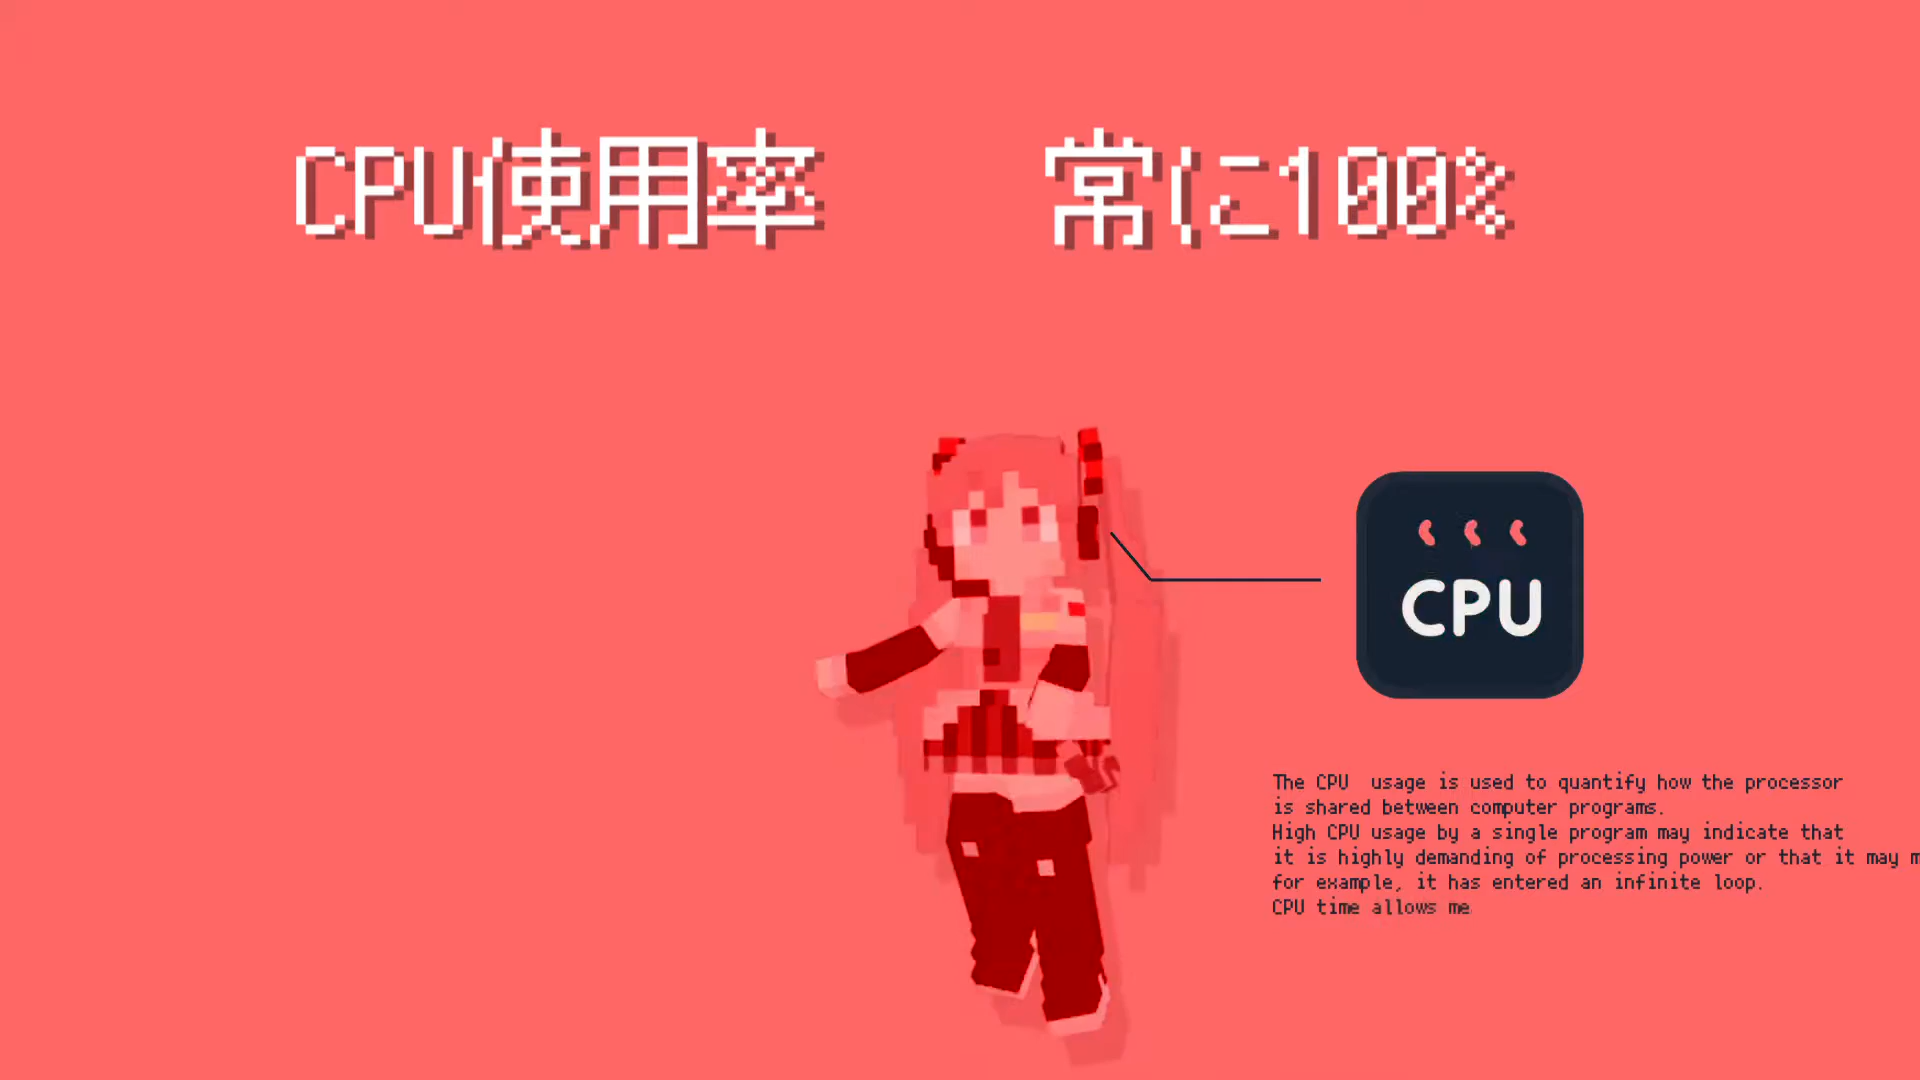 CPU使用率 常に100%
CPU
The CPU usage is used to quantify how the processor
is shared between computer programs.
High CPU usage by a single program may indicate that
it is highly demanding of processing power or that it may
for example, it has entered an infinite loop.
CPU time allows me